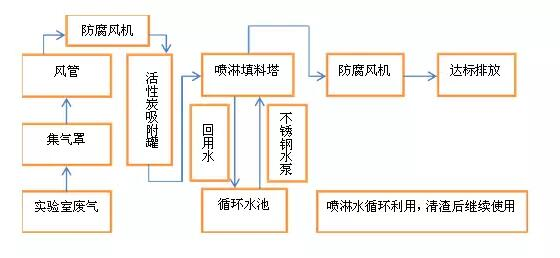 防腐风机
风管
活性炭吸附罐
喷淋填料塔
防腐风机
达标排放
集气罩
回用水
不锈钢水泵
实验室废气
循环水池
喷淋水循环利用，清渣后继续使用